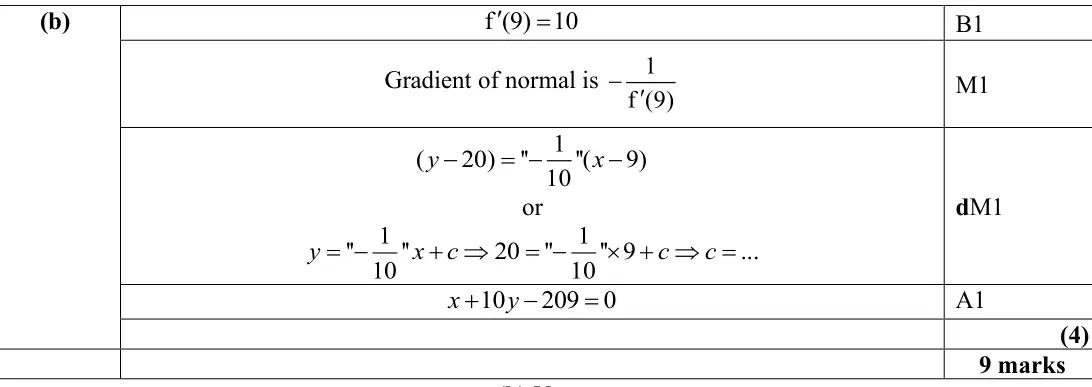 (b) f′(9) = 10 B1
Gradient of normal is −1/f′(9) M1
(y − 20) = "−1/10"(x − 9)
or dM1
y = "−1/10"x + c ⇒ 20 = "−1/10"×9 + c ⇒ c = ...
x + 10y − 209 = 0 A1
(4)
9 marks